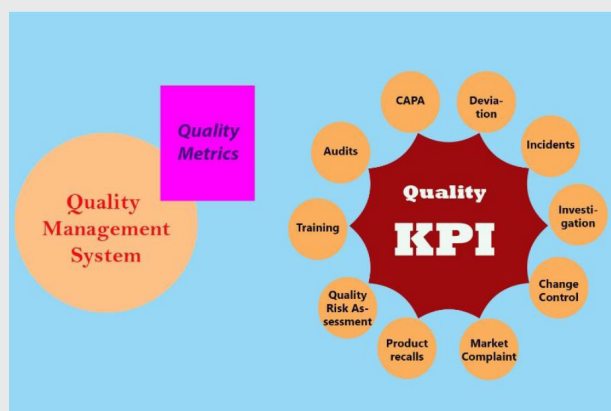 Quality
Metrics
Quality
Management
System
Quality
KPI
CAPA
Devia-
tion
Incidents
Investi-
gation
Change
Control
Market
Complaint
Product
recalls
Quality
Risk As-
sessment
Training
Audits